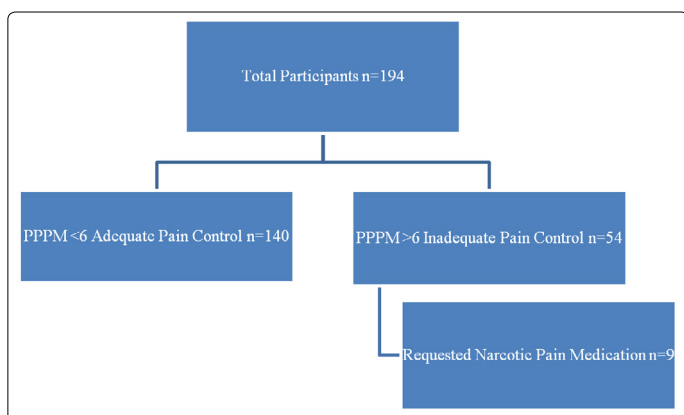 Total Participants n=194
PPPM <6 Adequate Pain Control n=140
PPPM >6 Inadequate Pain Control n=54
Requested Narcotic Pain Medication n=9